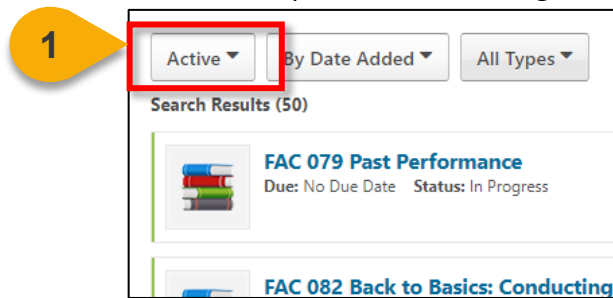 1
Active By Date Added All Types
Search Results (50)
FAC 079 Past Performance
Due: No Due Date Status: In Progress
FAC 082 Back to Basics: Conducting